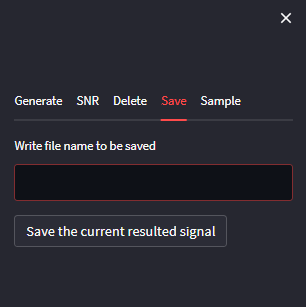 Generate SNR Delete Save Sample
Write file name to be saved
Save the current resulted signal